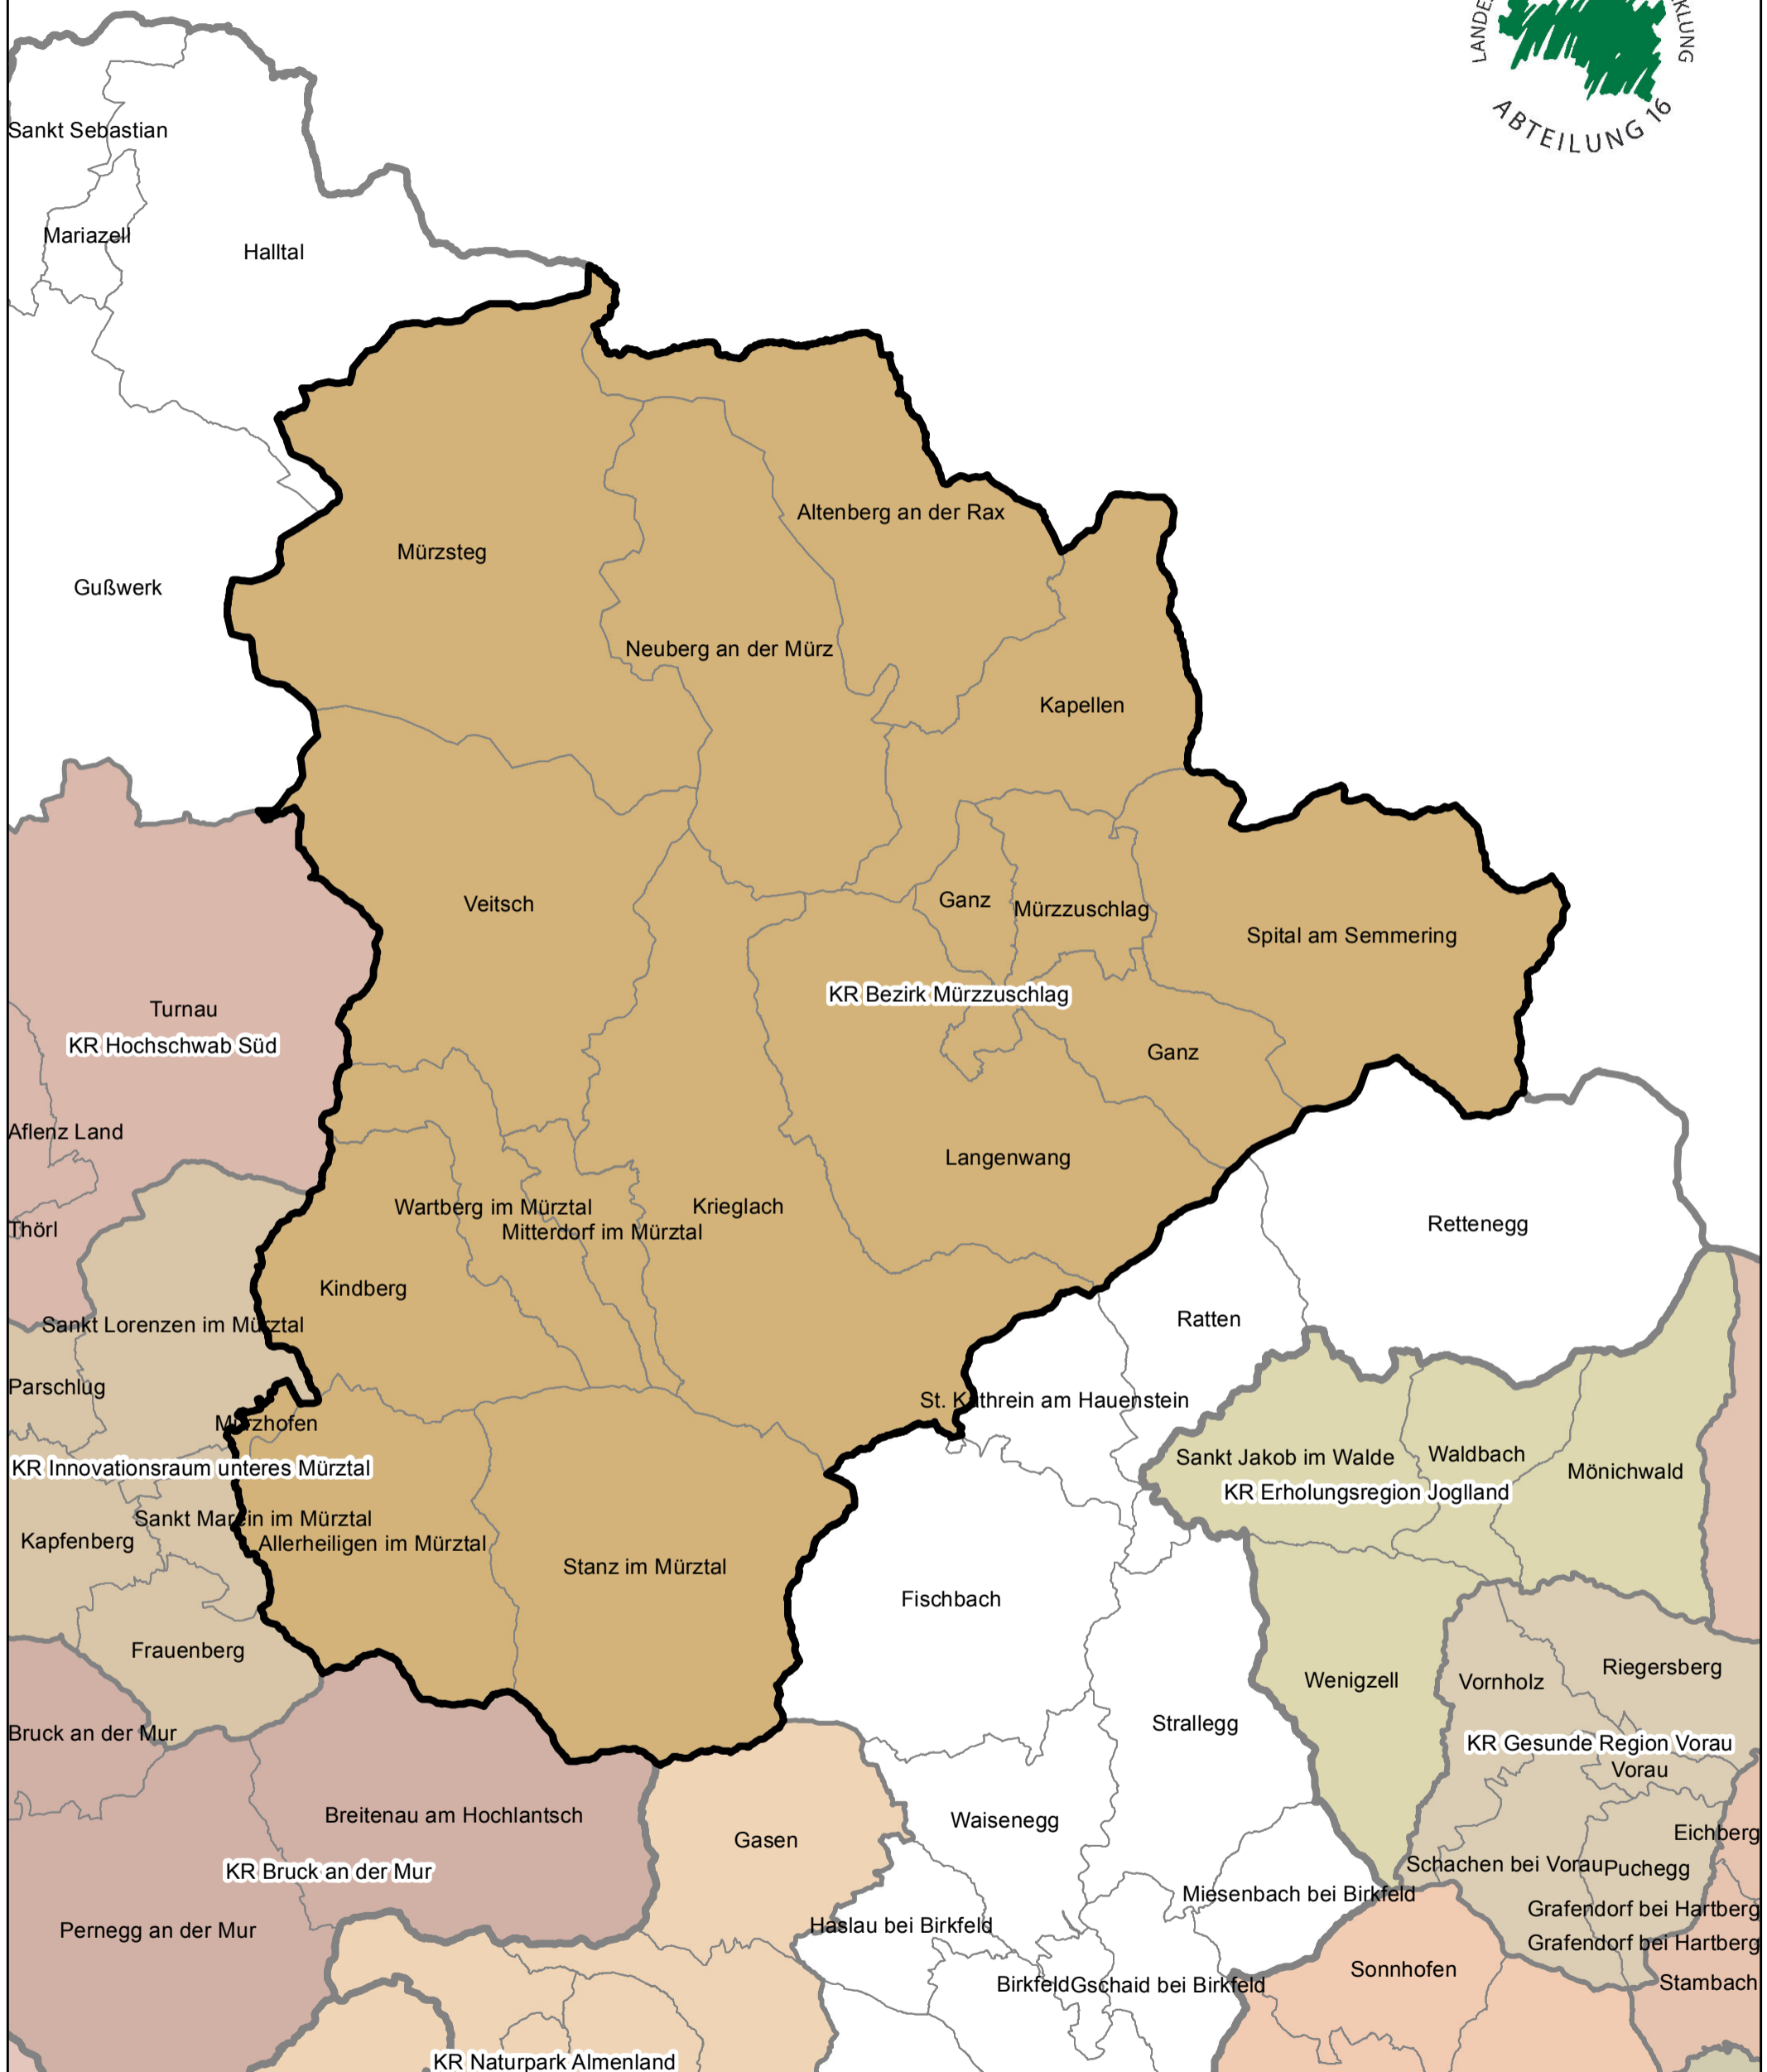 ABTEILUNG 16
Sankt Sebastian
Mariazell
Halltal
Altenberg an der Rax
Mürzsteg
Gußwerk
Neuberg an der Mürz
Kapellen
Veitsch
Ganz
Mürzzuschlag
Spital am Semmering
KR Bezirk Mürzzuschlag
Turnau
KR Hochschwab Süd
Ganz
Aflenz Land
Langenwang
Wartberg im Mürztal
Krieglach
Mitterdorf im Mürztal
Rettenegg
Thörl
Kindberg
Ratten
Sankt Lorenzen im Mürztal
Parschlug
St. Kathrein am Hauenstein
Mürzhofen
Sankt Jakob im Walde
Waldbach
KR Innovationsraum unteres Mürztal
Mönichwald
KR Erholungsregion Joglland
Sankt Marein im Mürztal
Kapfenberg
Allerheiligen im Mürztal
Stanz im Mürztal
Fischbach
Frauenberg
Riegersberg
Wenigzell
Vornholz
Strallegg
Bruck an der Mur
KR Gesunde Region Vorau
Vorau
Breitenau am Hochlantsch
Waisenegg
Eichberg
Gasen
Schachen bei Vorau
Puchegg
KR Bruck an der Mur
Miesenbach bei Birkfeld
Grafendorf bei Hartberg
Haslau bei Birkfeld
Pernegg an der Mur
Grafendorf bei Hartberg
Sonnhofen
Stambach
Birkfeld
Gschaid bei Birkfeld
KR Naturpark Almenland